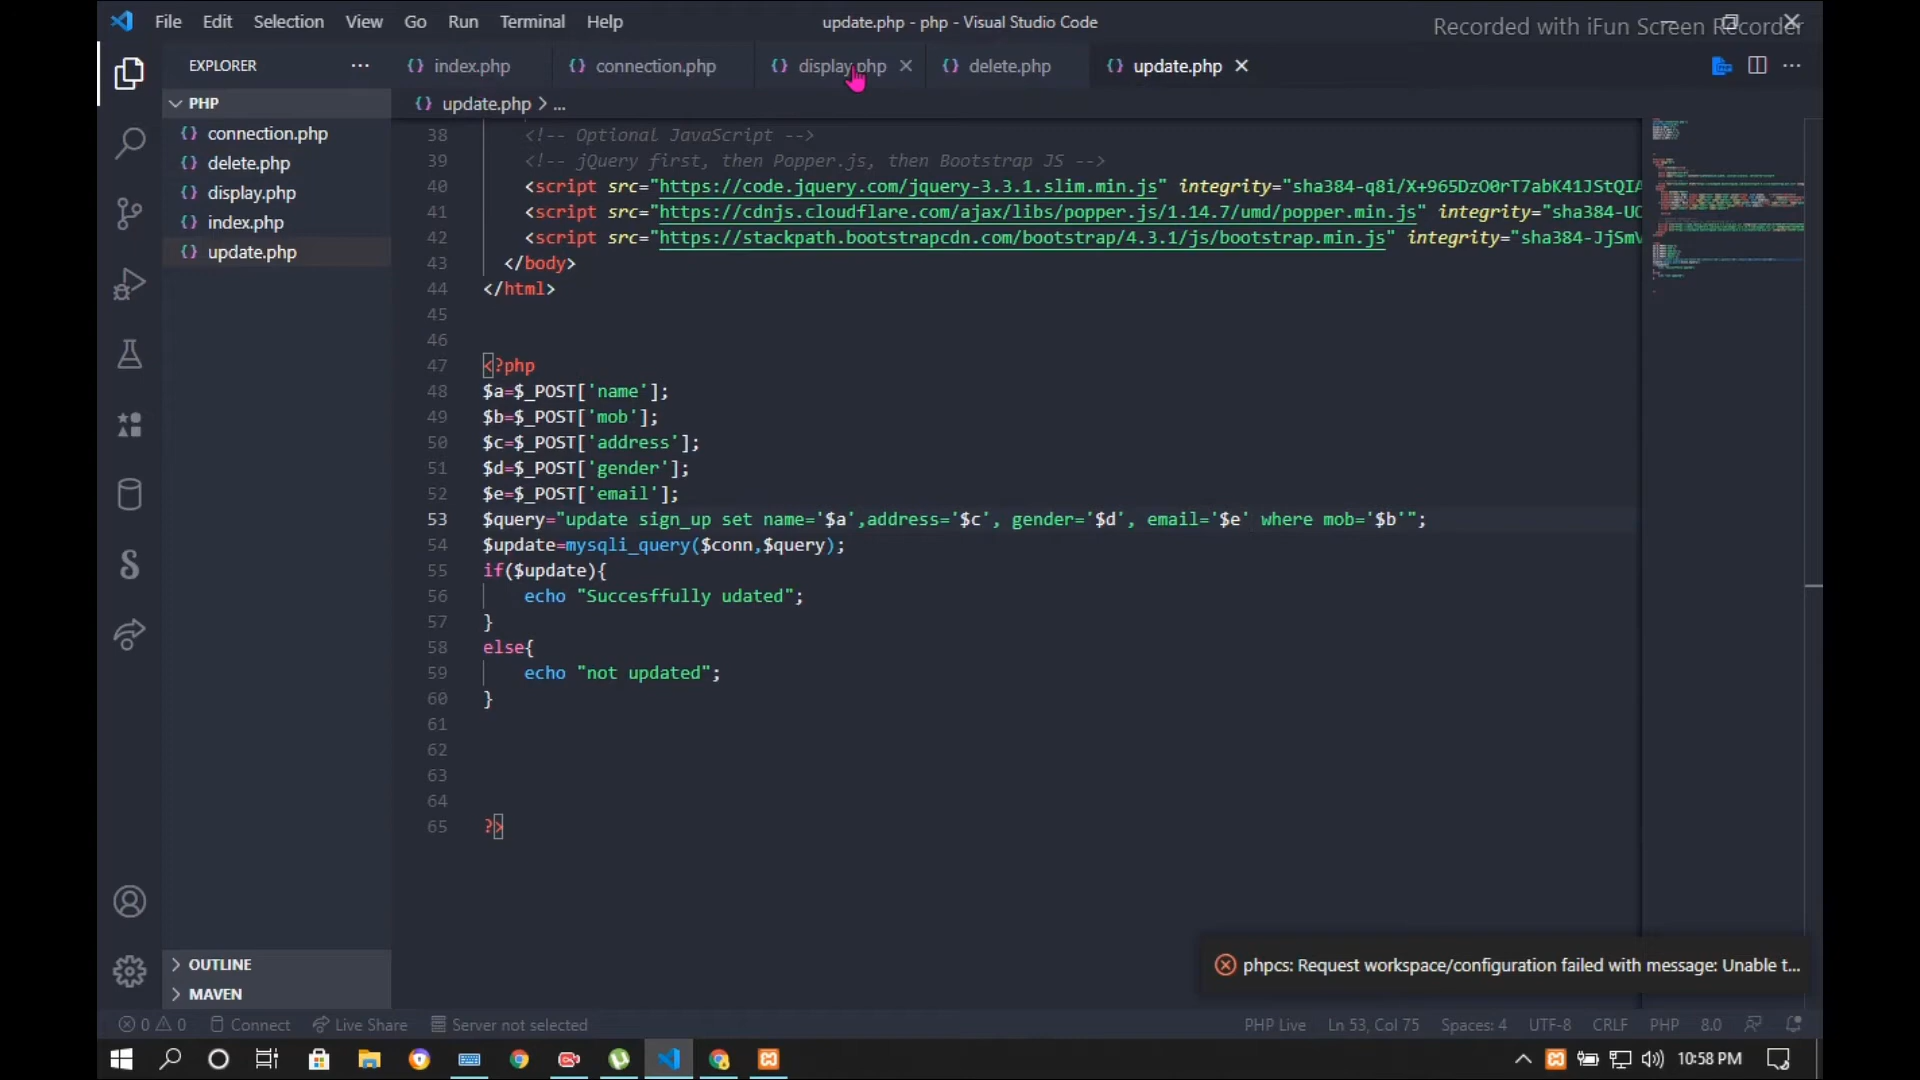 File Edit Selection View Go Run Terminal Help
update.php - php - Visual Studio Code
Recorded with iFun Screen Recorder
EXPLORER
index.php
connection.php
display.php
delete.php
update.php
PHP
update.php > ...
connection.php
delete.php
display.php
index.php
update.php
38 <!-- Optional JavaScript -->
39 <!-- jQuery first, then Popper.js, then Bootstrap JS -->
40 <script src="https://code.jquery.com/jquery-3.3.1.slim.min.js" integrity="sha384-q8i/X+965DzO0rT7abK41JStQIA
41 <script src="https://cdnjs.cloudflare.com/ajax/libs/popper.js/1.14.7/umd/popper.min.js" integrity="sha384-UO
42 <script src="https://stackpath.bootstrapcdn.com/bootstrap/4.3.1/js/bootstrap.min.js" integrity="sha384-JjSmV
43 </body>
44 </html>
45
46
47 <?php
48 $a=$_POST['name'];
49 $b=$_POST['mob'];
50 $c=$_POST['address'];
51 $d=$_POST['gender'];
52 $e=$_POST['email'];
53 $query="update sign_up set name='$a',address='$c', gender='$d', email='$e' where mob='$b'";
54 $update=mysqli_query($conn,$query);
55 if($update){
56 echo "Succesffully udated";
57 }
58 else{
59 echo "not updated";
60 }
61
62
63
64
65 ?>
OUTLINE
MAVEN
phpcs: Request workspace/configuration failed with message: Unable t...
0 0 Connect Live Share Server not selected
PHP Live Ln 53, Col 75 Spaces: 4 UTF-8 CRLF PHP 8.0
10:58 PM